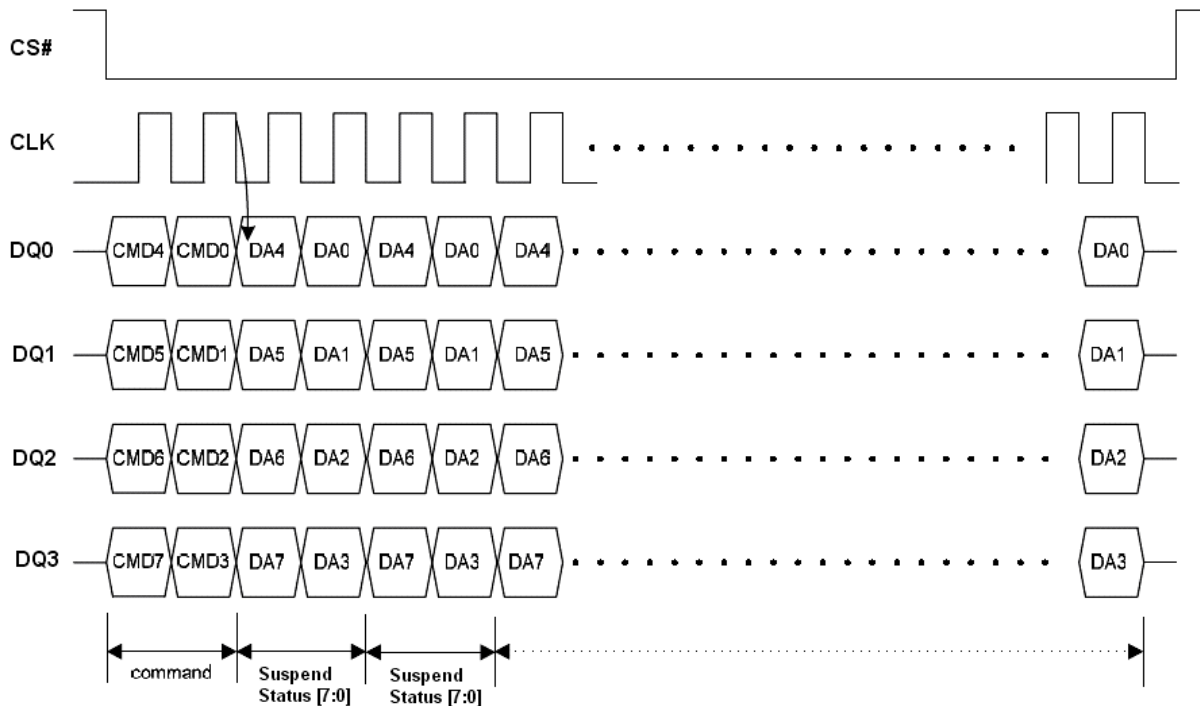 CS#
CLK
DQ0 CMD4 CMD0 DA4 DA0 DA4 DA0 DA4 DA0
DQ1 CMD5 CMD1 DA5 DA1 DA5 DA1 DA5 DA1
DQ2 CMD6 CMD2 DA6 DA2 DA6 DA2 DA6 DA2
DQ3 CMD7 CMD3 DA7 DA3 DA7 DA3 DA7 DA3
command
Suspend
Status [7:0]
Suspend
Status [7:0]